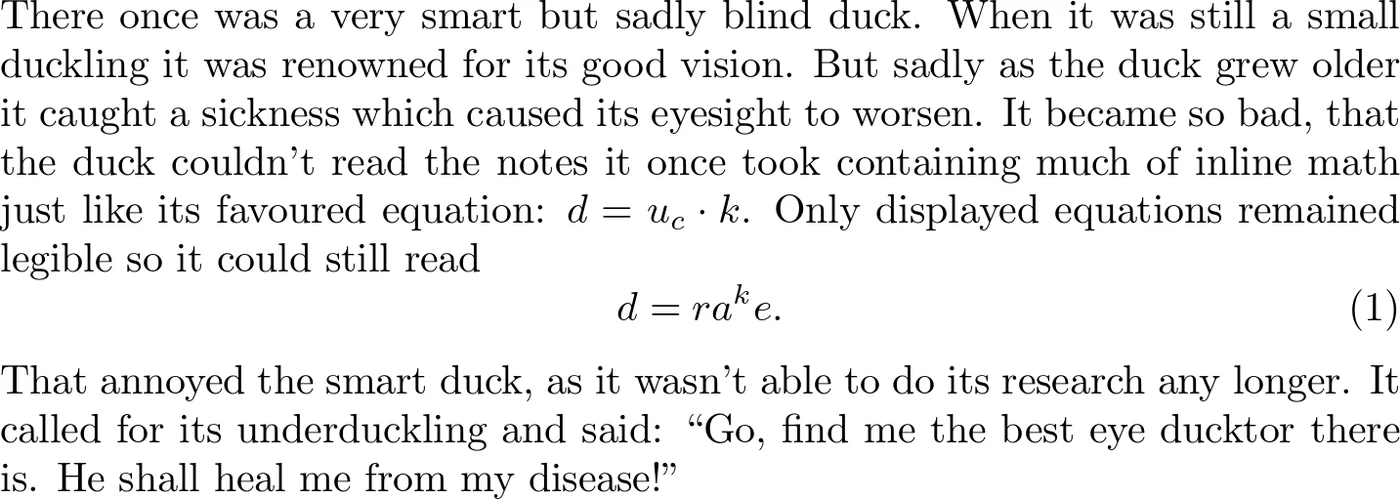 There once was a very smart but sadly blind duck. When it was still a small
duckling it was renowned for its good vision. But sadly as the duck grew older
it caught a sickness which caused its eyesight to worsen. It became so bad, that
the duck couldn’t read the notes it once took containing much of inline math
just like its favoured equation: d = u_c · k. Only displayed equations remained
legible so it could still read
d = ra^k e. (1)
That annoyed the smart duck, as it wasn’t able to do its research any longer. It
called for its underduckling and said: “Go, find me the best eye ducktor there
is. He shall heal me from my disease!”